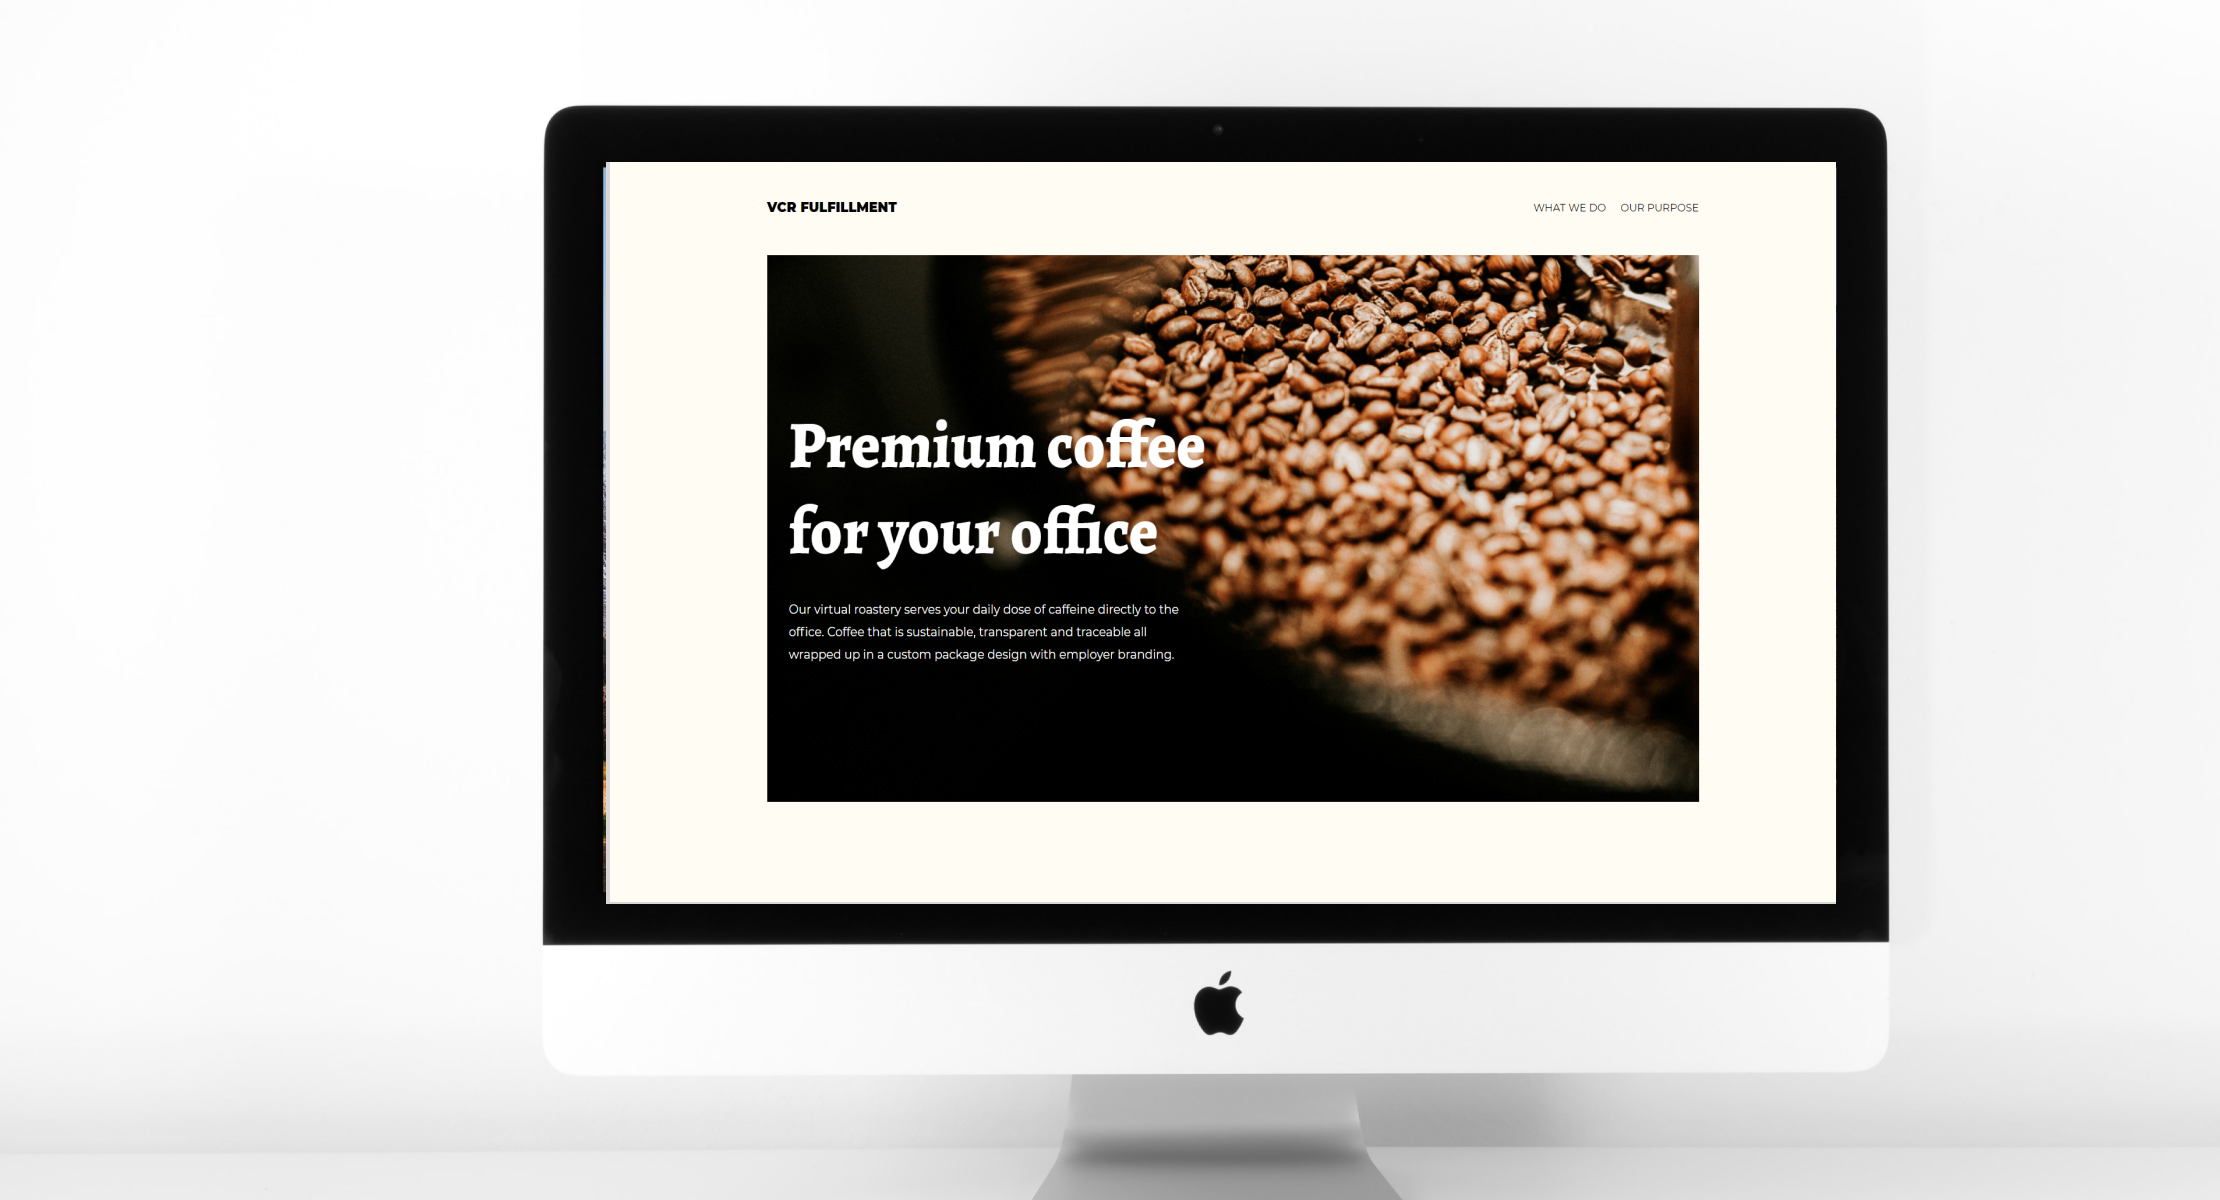 VCR FULFILLMENT
WHAT WE DO OUR PURPOSE
Premium coffee
for your office
Our virtual roastery serves your daily dose of caffeine directly to the
office. Coffee that is sustainable, transparent and traceable all
wrapped up in a custom package design with employer branding.